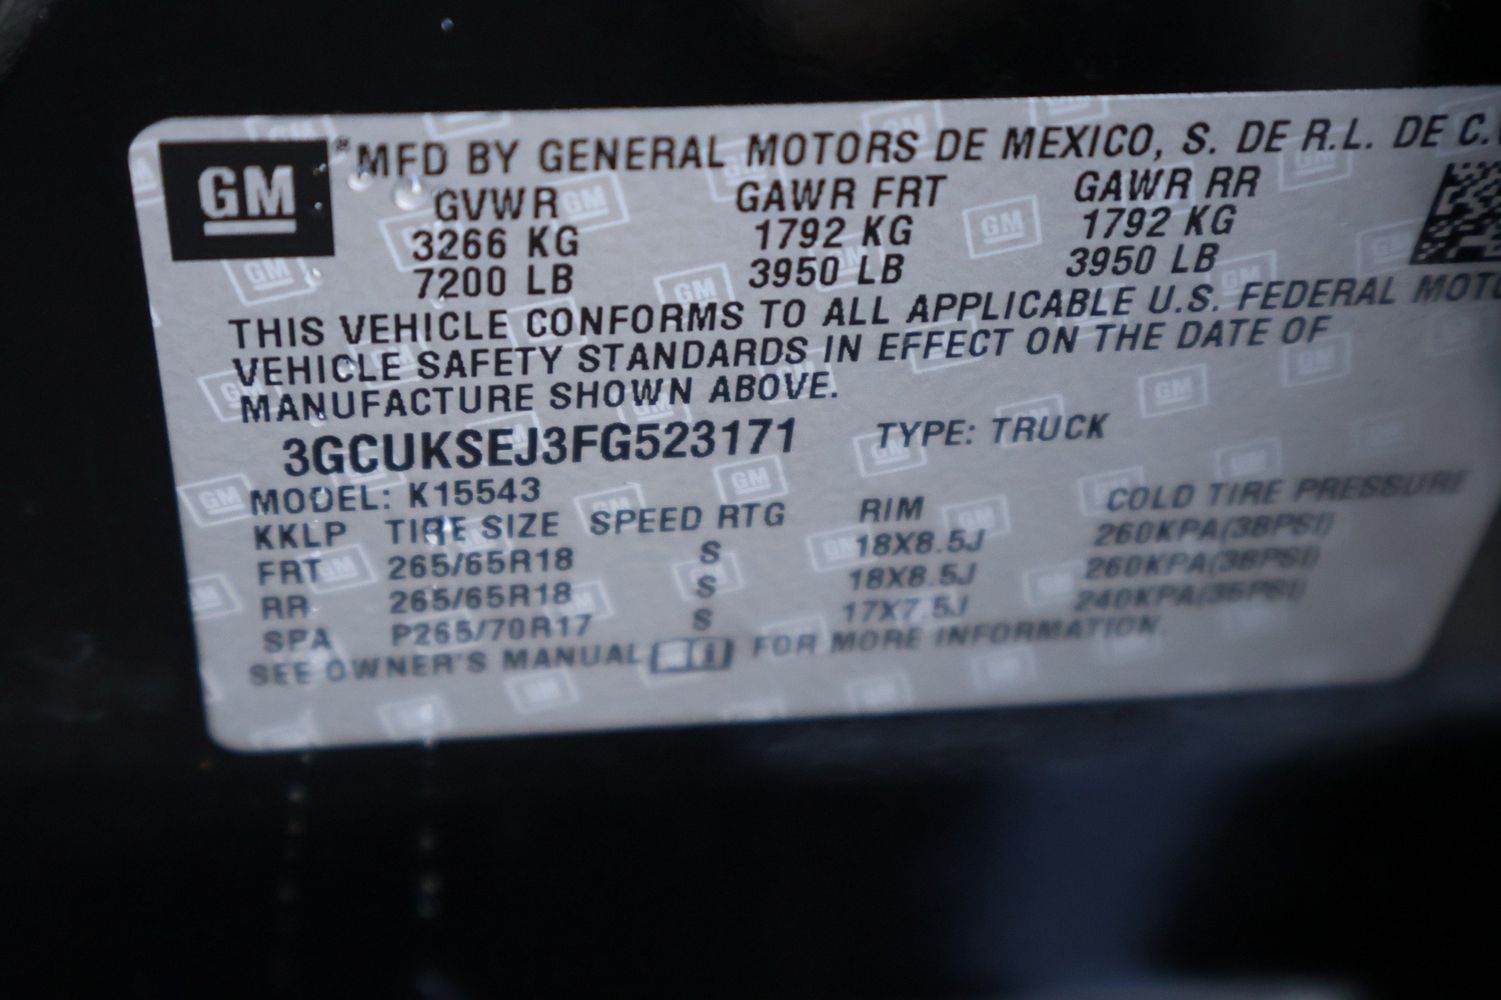 GM
MFD BY GENERAL MOTORS DE MEXICO, S. DE R.L. DE C.
GVWR GAWR FRT GAWR RR
3266 KG 1792 KG 1792 KG
7200 LB 3950 LB 3950 LB
THIS VEHICLE CONFORMS TO ALL APPLICABLE U.S. FEDERAL MOTO
VEHICLE SAFETY STANDARDS IN EFFECT ON THE DATE OF
MANUFACTURE SHOWN ABOVE.
3GCUKSEJ3FG523171 TYPE: TRUCK
MODEL: K15543
KKLP TIRE SIZE SPEED RTG RIM COLD TIRE PRESSURE
FRT 265/65R18 S 18X8.5J 260KPA(38PSI)
RR 265/65R18 S 18X8.5J 260KPA(38PSI)
SPA P265/70R17 S 17X7.5J 240KPA(35PSI)
SEE OWNER'S MANUAL FOR MORE INFORMATION.